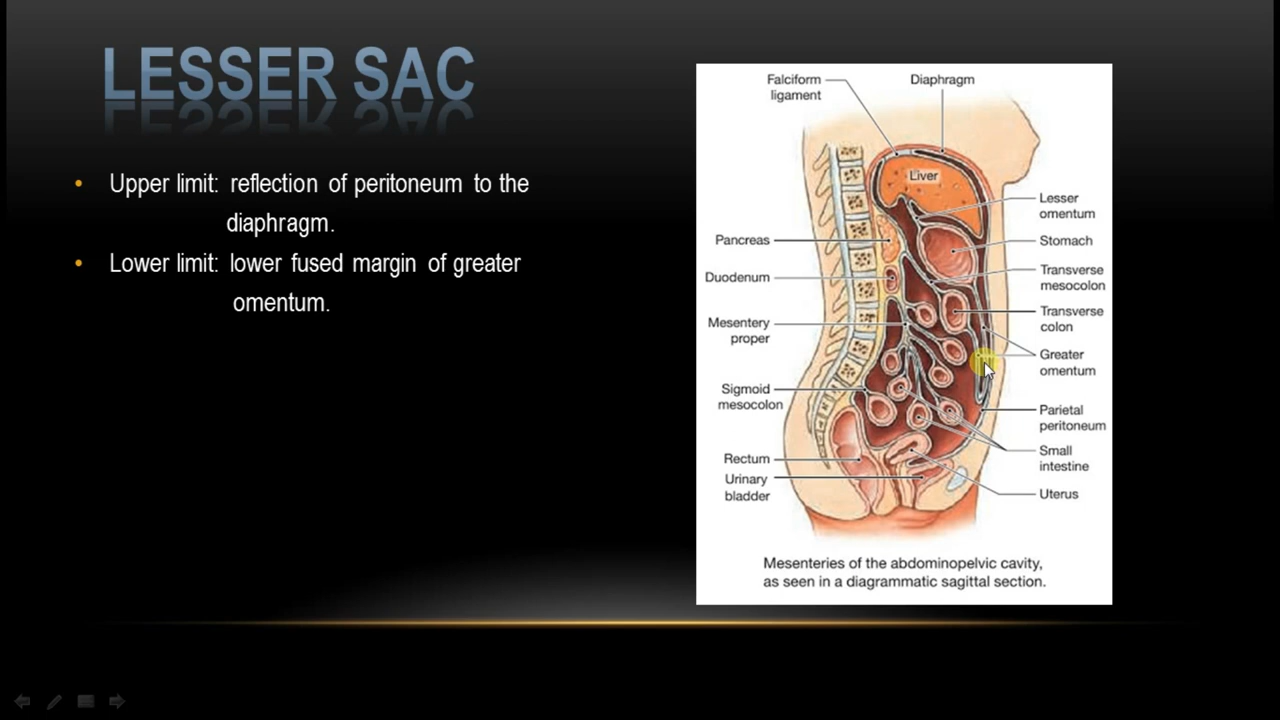 LESSER SAC
• Upper limit: reflection of peritoneum to the
diaphragm.
• Lower limit: lower fused margin of greater
omentum.
Falciform
ligament
Diaphragm
Liver
Lesser
omentum
Pancreas
Stomach
Duodenum
Transverse
mesocolon
Mesentery
proper
Transverse
colon
Greater
omentum
Sigmoid
mesocolon
Parietal
peritoneum
Rectum
Small
intestine
Urinary
bladder
Uterus
Mesenteries of the abdominopelvic cavity,
as seen in a diagrammatic sagittal section.